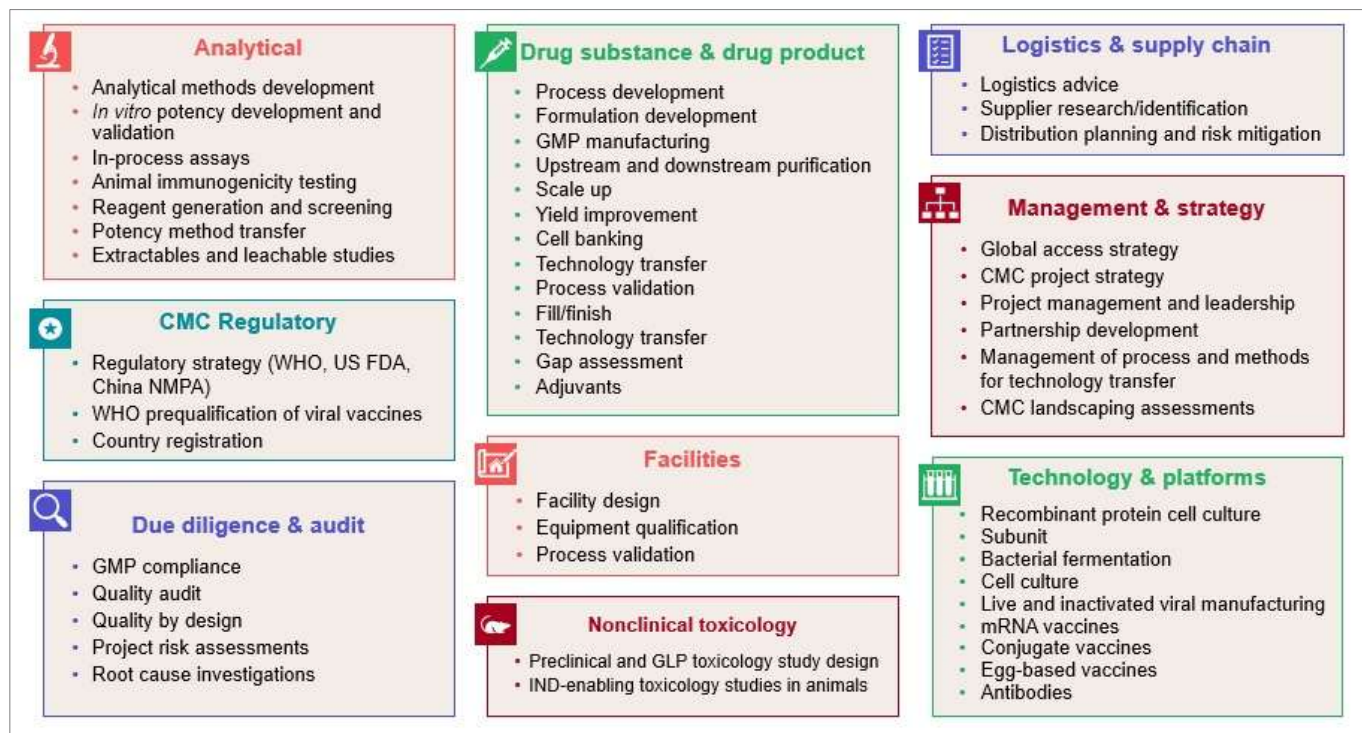 Analytical
• Analytical methods development
• In vitro potency development and
validation
• In-process assays
• Animal immunogenicity testing
• Reagent generation and screening
• Potency method transfer
• Extractables and leachable studies
CMC Regulatory
• Regulatory strategy (WHO, US FDA,
China NMPA)
• WHO prequalification of viral vaccines
• Country registration
Due diligence & audit
• GMP compliance
• Quality audit
• Quality by design
• Project risk assessments
• Root cause investigations
Drug substance & drug product
• Process development
• Formulation development
• GMP manufacturing
• Upstream and downstream purification
• Scale up
• Yield improvement
• Cell banking
• Technology transfer
• Process validation
• Fill/finish
• Technology transfer
• Gap assessment
• Adjuvants
Facilities
• Facility design
• Equipment qualification
• Process validation
Nonclinical toxicology
• Preclinical and GLP toxicology study design
• IND-enabling toxicology studies in animals
Logistics & supply chain
• Logistics advice
• Supplier research/identification
• Distribution planning and risk mitigation
Management & strategy
• Global access strategy
• CMC project strategy
• Project management and leadership
• Partnership development
• Management of process and methods
for technology transfer
• CMC landscaping assessments
Technology & platforms
• Recombinant protein cell culture
• Subunit
• Bacterial fermentation
• Cell culture
• Live and inactivated viral manufacturing
• mRNA vaccines
• Conjugate vaccines
• Egg-based vaccines
• Antibodies